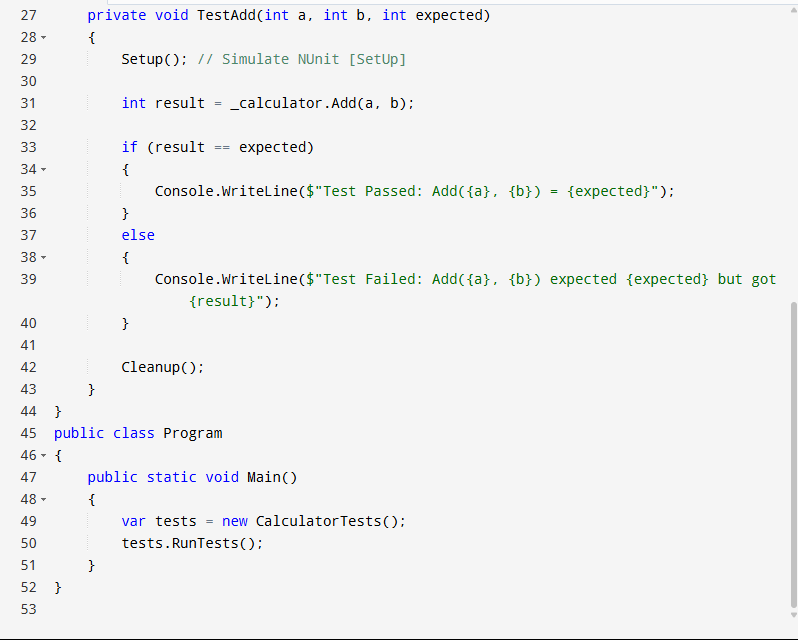 27 private void TestAdd(int a, int b, int expected)
28 {
29 Setup(); // Simulate NUnit [SetUp]
30
31 int result = _calculator.Add(a, b);
32
33 if (result == expected)
34 {
35 Console.WriteLine($"Test Passed: Add({a}, {b}) = {expected}");
36 }
37 else
38 {
39 Console.WriteLine($"Test Failed: Add({a}, {b}) expected {expected} but got
{result}");
40 }
41
42 Cleanup();
43 }
44 }
45 public class Program
46 {
47 public static void Main()
48 {
49 var tests = new CalculatorTests();
50 tests.RunTests();
51 }
52 }
53